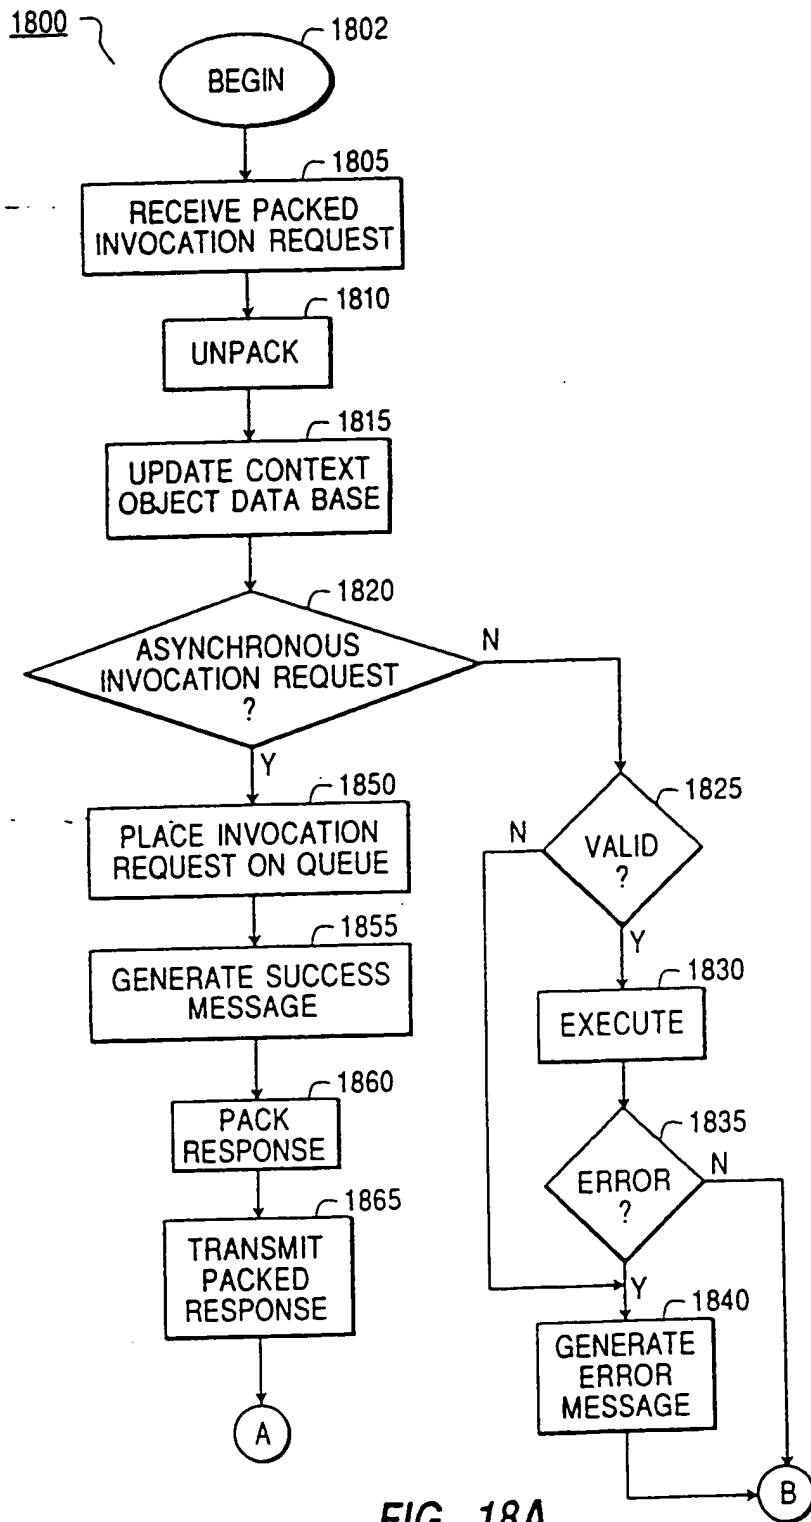 1800
1802
BEGIN
1805
RECEIVE PACKED
INVOCATION REQUEST
1810
UNPACK
1815
UPDATE CONTEXT
OBJECT DATA BASE
1820
ASYNCHRONOUS
INVOCATION REQUEST
?
N
Y
1825
VALID
?
N
Y
1830
EXECUTE
1835
ERROR
?
N
Y
1840
GENERATE
ERROR
MESSAGE
B
1850
PLACE INVOCATION
REQUEST ON QUEUE
1855
GENERATE SUCCESS
MESSAGE
1860
PACK
RESPONSE
1865
TRANSMIT
PACKED
RESPONSE
A
FIG. 18A